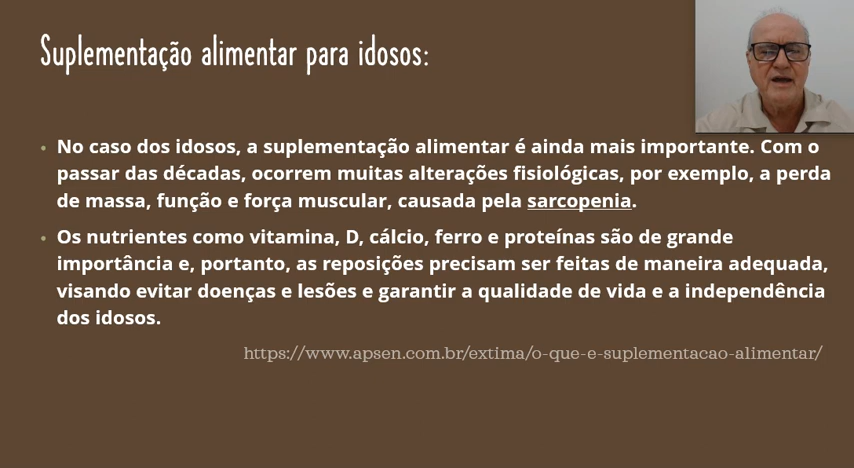 Suplementação alimentar para idosos:
No caso dos idosos, a suplementação alimentar é ainda mais importante. Com o
passar das décadas, ocorrem muitas alterações fisiológicas, por exemplo, a perda
de massa, função e força muscular, causada pela sarcopenia.
Os nutrientes como vitamina, D, cálcio, ferro e proteínas são de grande
importância e, portanto, as reposições precisam ser feitas de maneira adequada,
visando evitar doenças e lesões e garantir a qualidade de vida e a independência
dos idosos.
https://www.apsen.com.br/extima/o-que-e-suplementacao-alimentar/